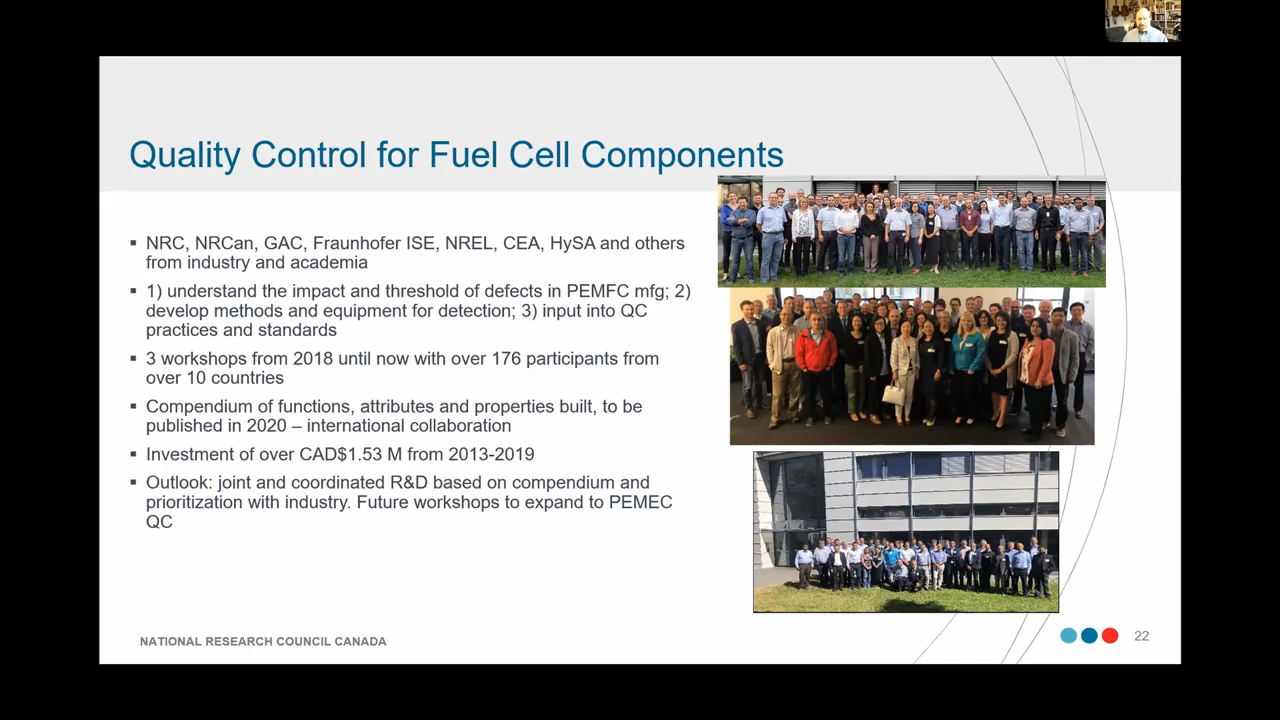 Quality Control for Fuel Cell Components
▪ NRC, NRCan, GAC, Fraunhofer ISE, NREL, CEA, HySA and others
from industry and academia
▪ 1) understand the impact and threshold of defects in PEMFC mfg; 2)
develop methods and equipment for detection; 3) input into QC
practices and standards
▪ 3 workshops from 2018 until now with over 176 participants from
over 10 countries
▪ Compendium of functions, attributes and properties built, to be
published in 2020 – international collaboration
▪ Investment of over CAD$1.53 M from 2013-2019
▪ Outlook: joint and coordinated R&D based on compendium and
prioritization with industry. Future workshops to expand to PEMEC
QC
NATIONAL RESEARCH COUNCIL CANADA
22